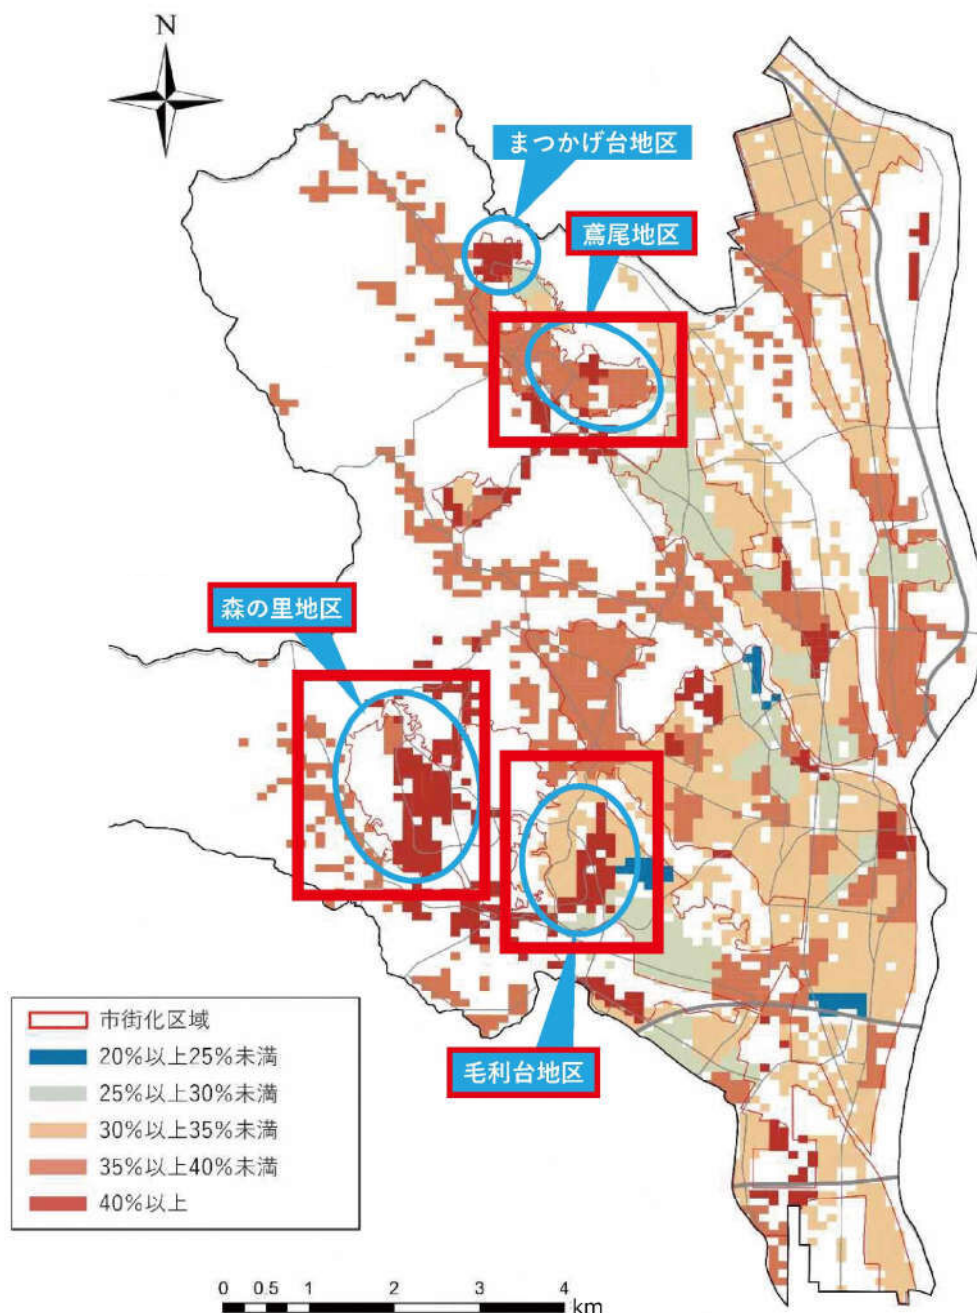 N
まつかげ台地区
鳶尾地区
森の里地区
毛利台地区
市街化区域
20%以上25%未満
25%以上30%未満
30%以上35%未満
35%以上40%未満
40%以上
0 0.5 1 2 3 4
km